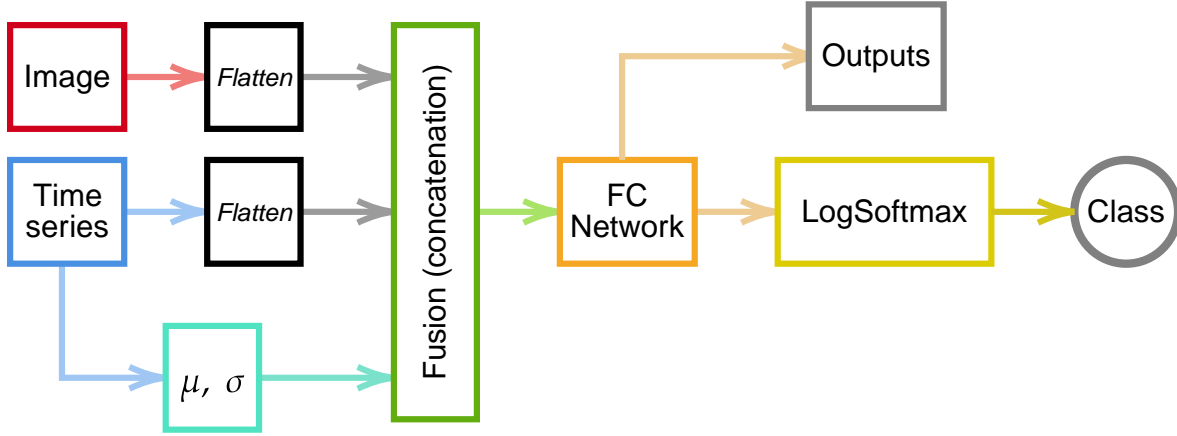 Image
Flatten
Time
series
Flatten
μ, σ
Fusion (concatenation)
FC
Network
Outputs
LogSoftmax
Class